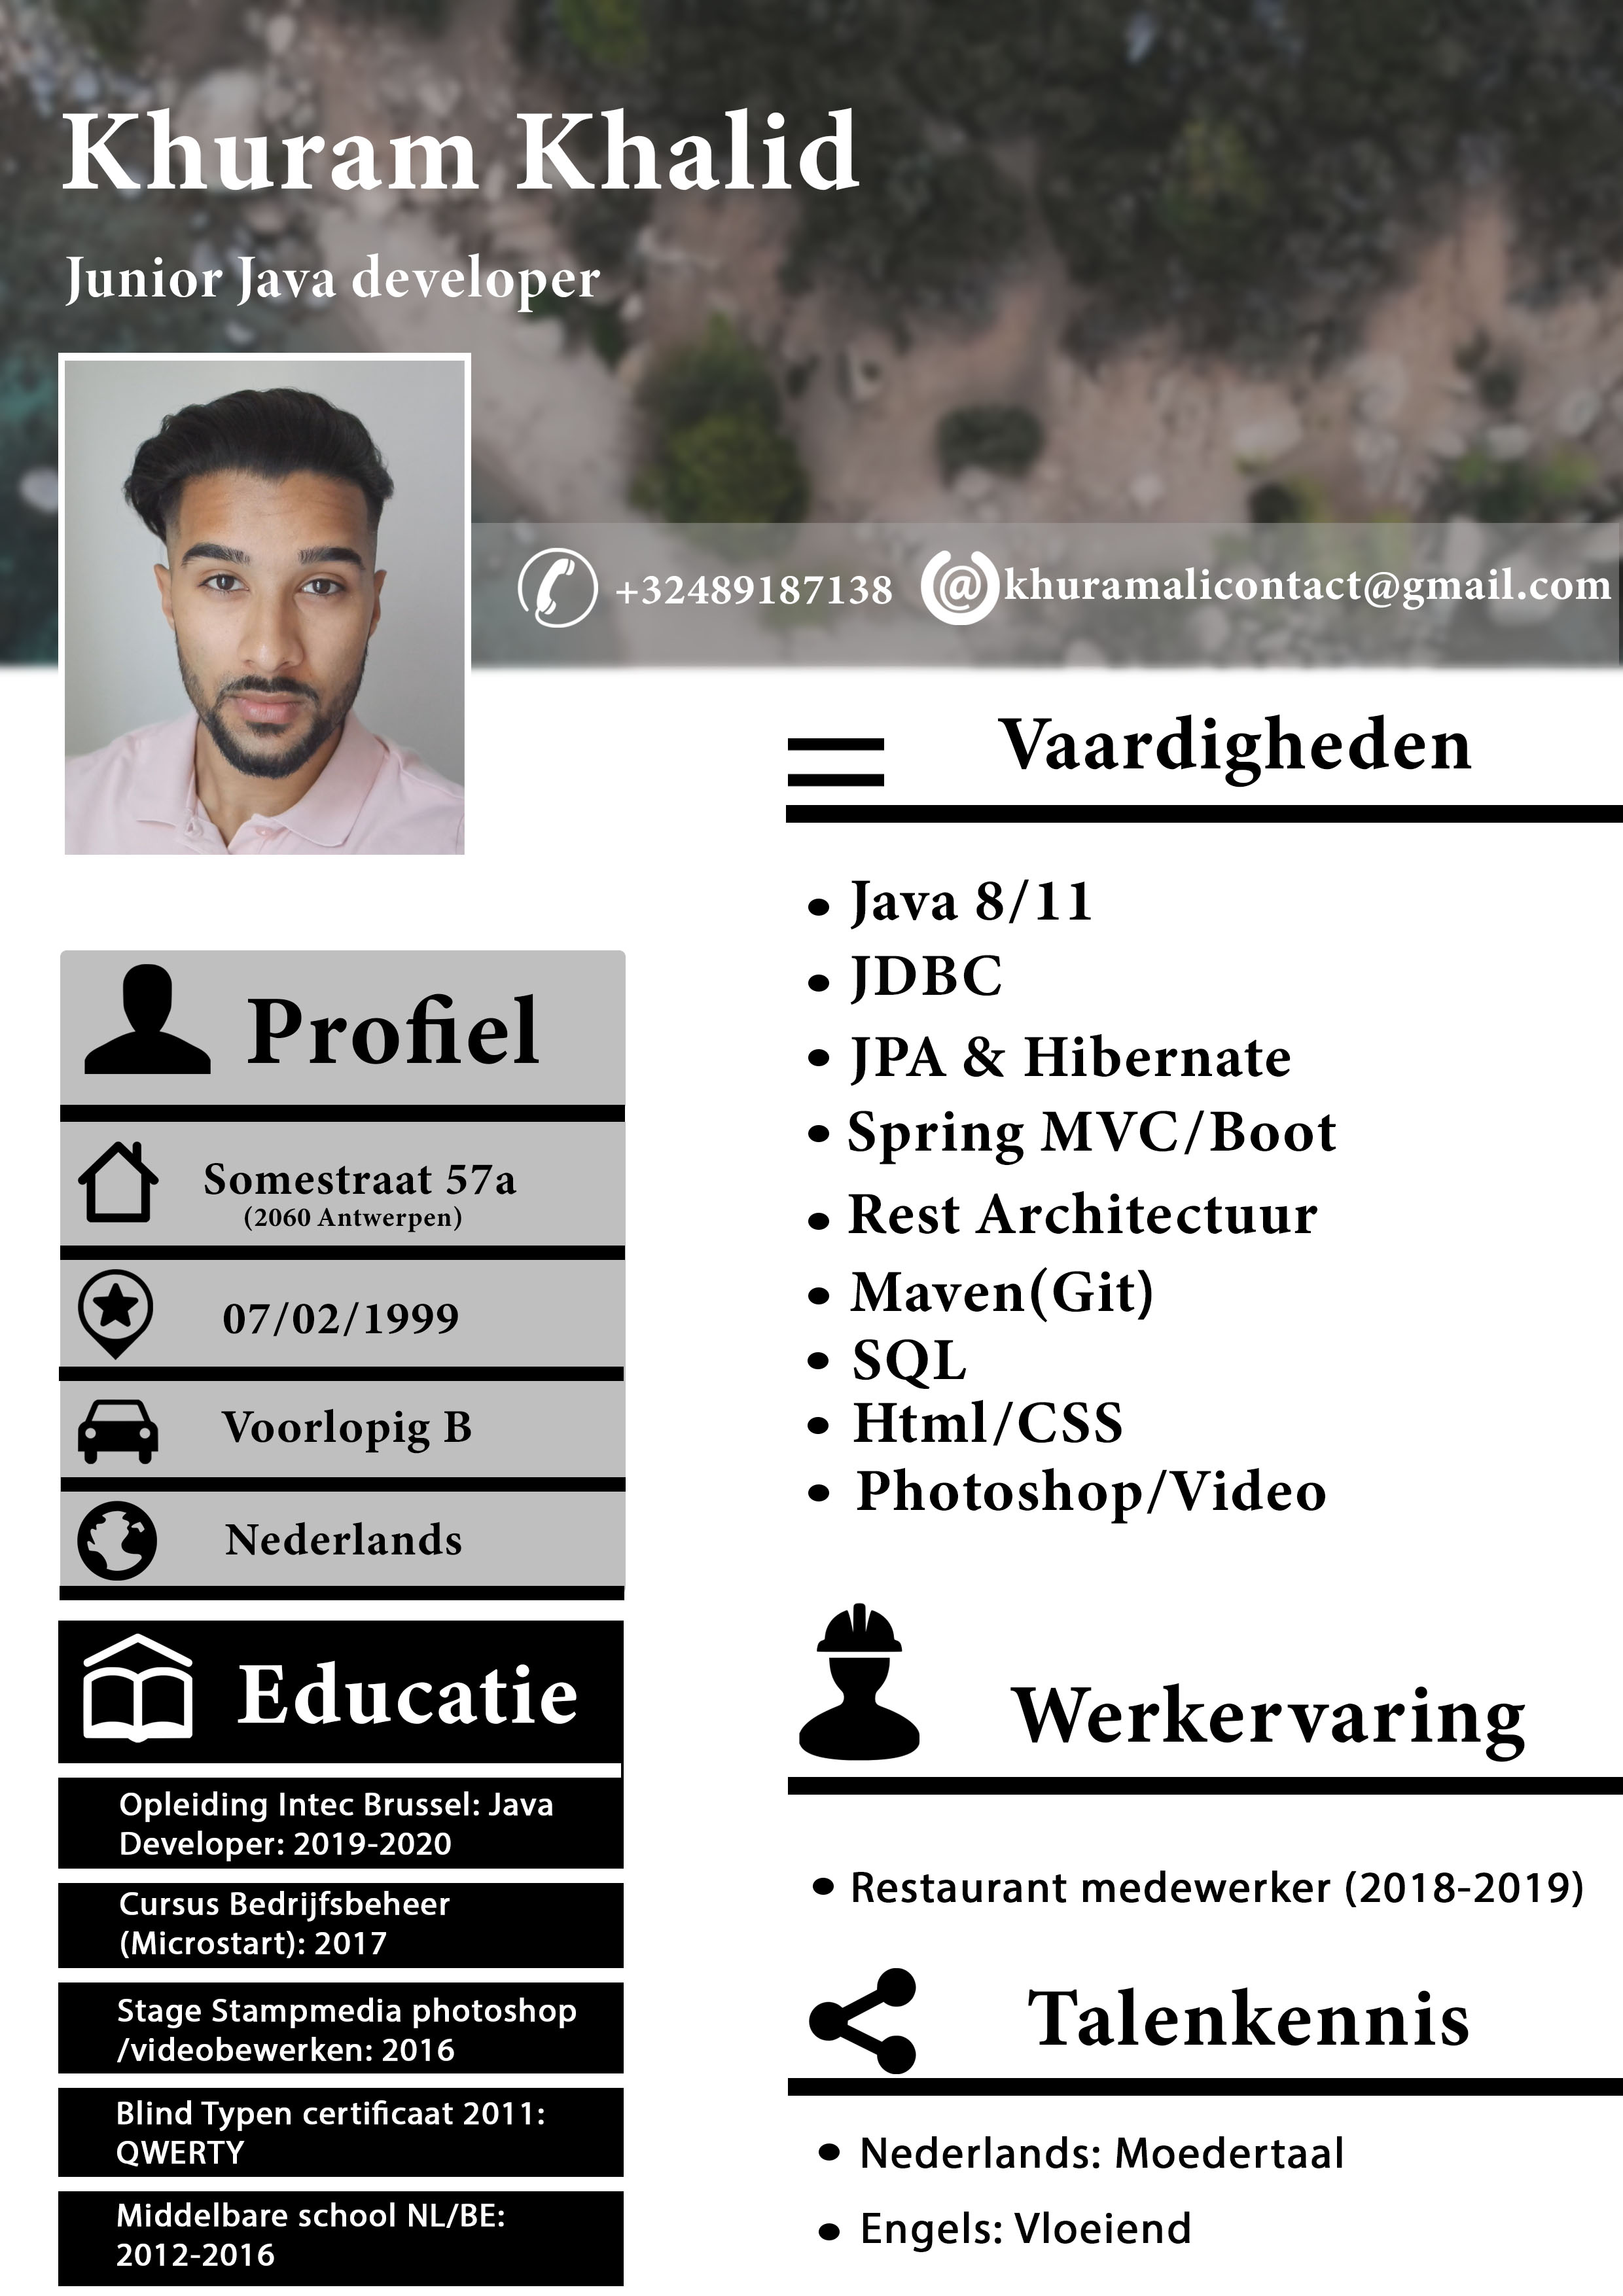 Khuram Khalid
Junior Java developer
+32489187138
@
khuramalicontact@gmail.com
Profiel
Somestraat 57a
(2060 Antwerpen)
07/02/1999
Voorlopig B
Nederlands
Educatie
Opleiding Intec Brussel: Java
Developer: 2019-2020
Cursus Bedrijfsbeheer
(Microstart): 2017
Stage Stampmedia photoshop
/videobewerken: 2016
Blind Typen certificaat 2011:
QWERTY
Middelbare school NL/BE:
2012-2016
Vaardigheden
• Java 8/11
• JDBC
• JPA & Hibernate
• Spring MVC/Boot
• Rest Architectuur
• Maven(Git)
• SQL
• Html/CSS
• Photoshop/Video
Werkervaring
• Restaurant medewerker (2018-2019)
Talenkennis
• Nederlands: Moedertaal
• Engels: Vloeiend